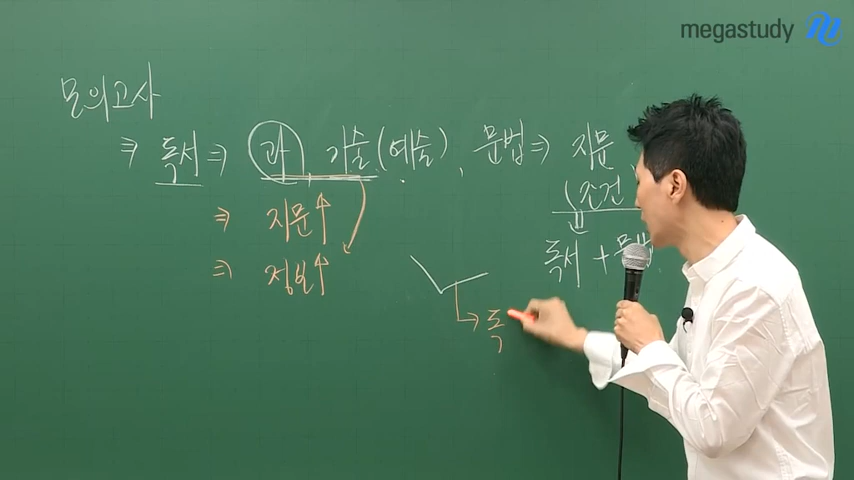 megastudy
모의고사
⇒ 독서 ⇒ 과, 기술(예술), 문법 ⇒ 지문
(조건
⇒ 지문↑
독서 + 문법
⇒ 정보↑
독